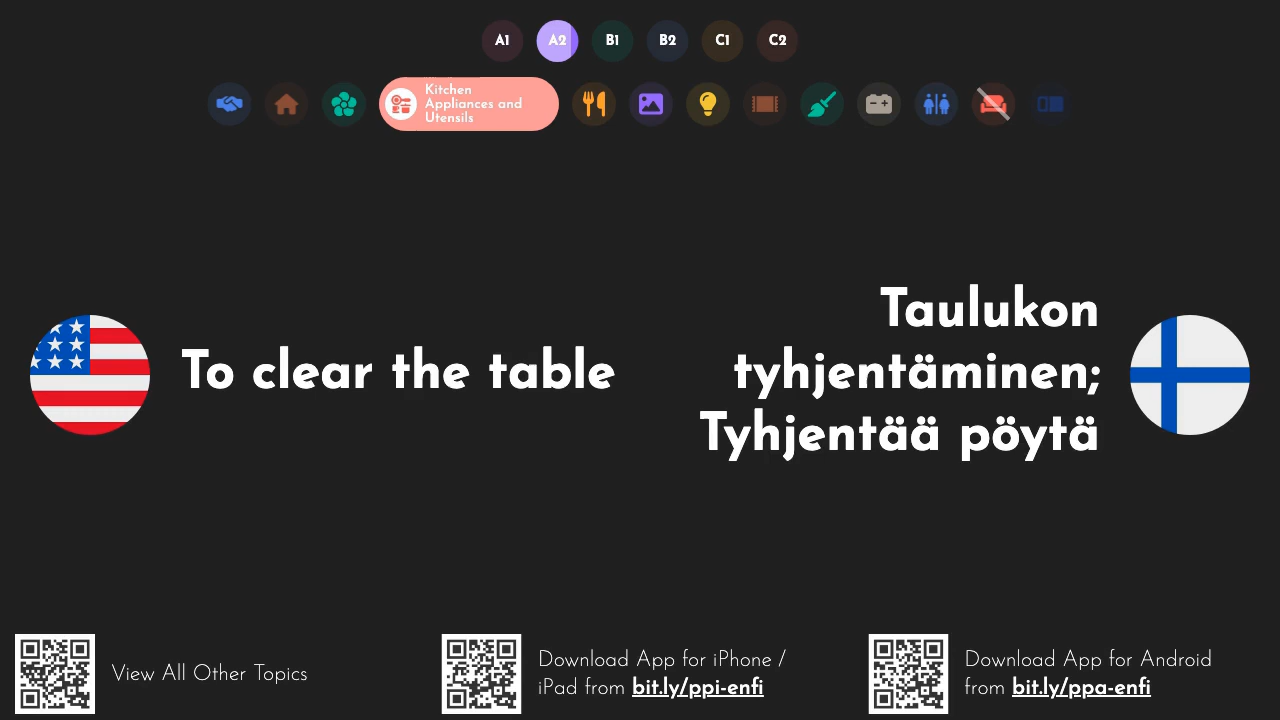 A1 A2 B1 B2 C1 C2
Kitchen
Appliances and
Utensils
To clear the table
Taulukon
tyhjentäminen;
Tyhjentää pöytä
View All Other Topics
Download App for iPhone /
iPad from bit.ly/ppi-enfi
Download App for Android
from bit.ly/ppa-enfi